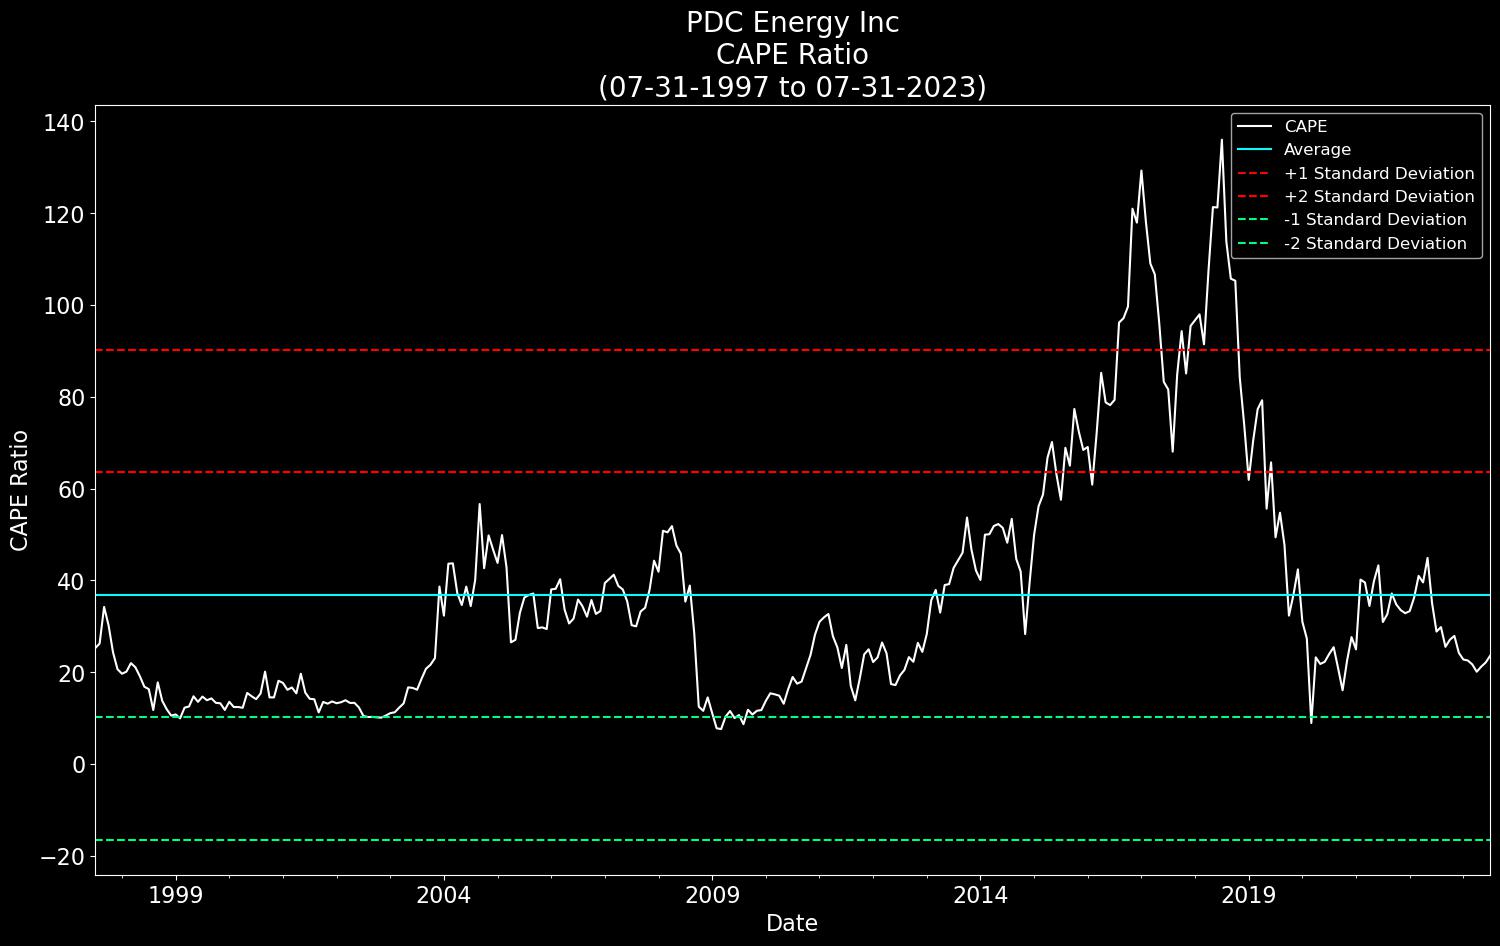 PDC Energy Inc
CAPE Ratio
(07-31-1997 to 07-31-2023)
CAPE
Average
+1 Standard Deviation
+2 Standard Deviation
-1 Standard Deviation
-2 Standard Deviation
CAPE Ratio
140
120
100
80
60
40
20
0
−20
1999
2004
2009
2014
2019
Date